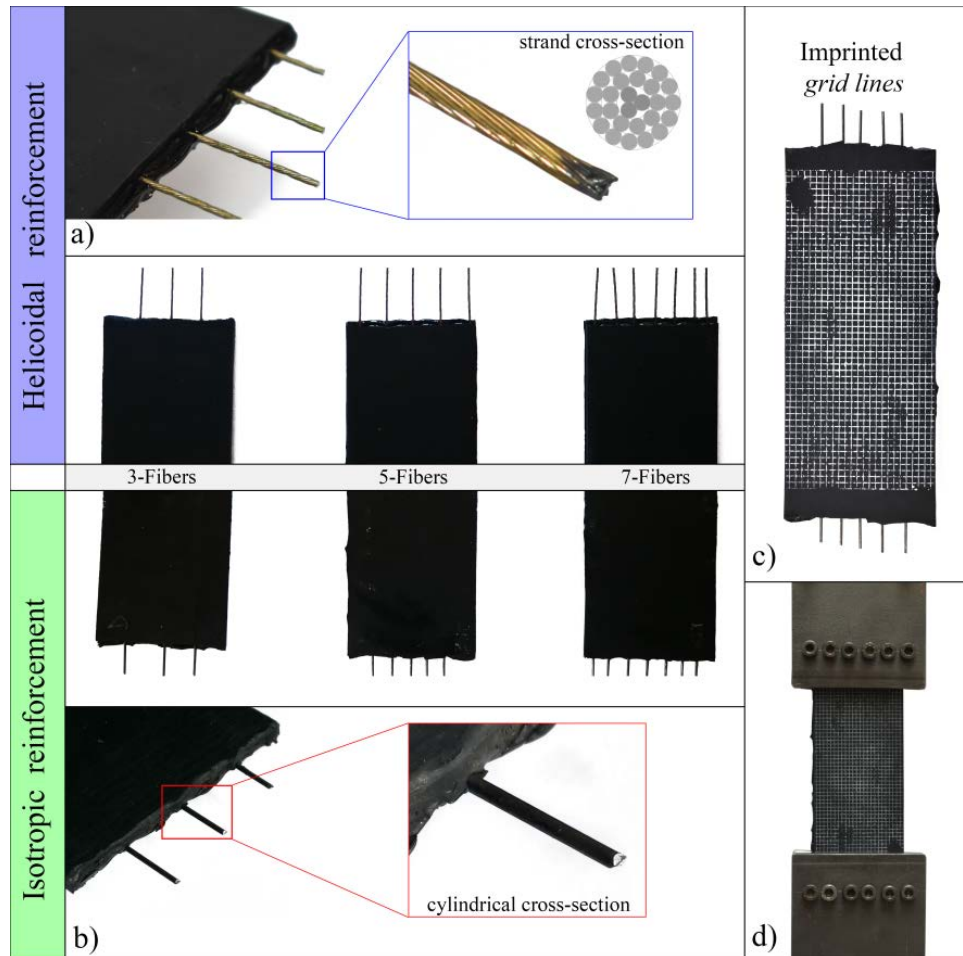 Helicoidal reinforcement
Isotropic reinforcement
strand cross-section
a)
3-Fibers
5-Fibers
7-Fibers
cylindrical cross-section
b)
Imprinted
grid lines
c)
d)